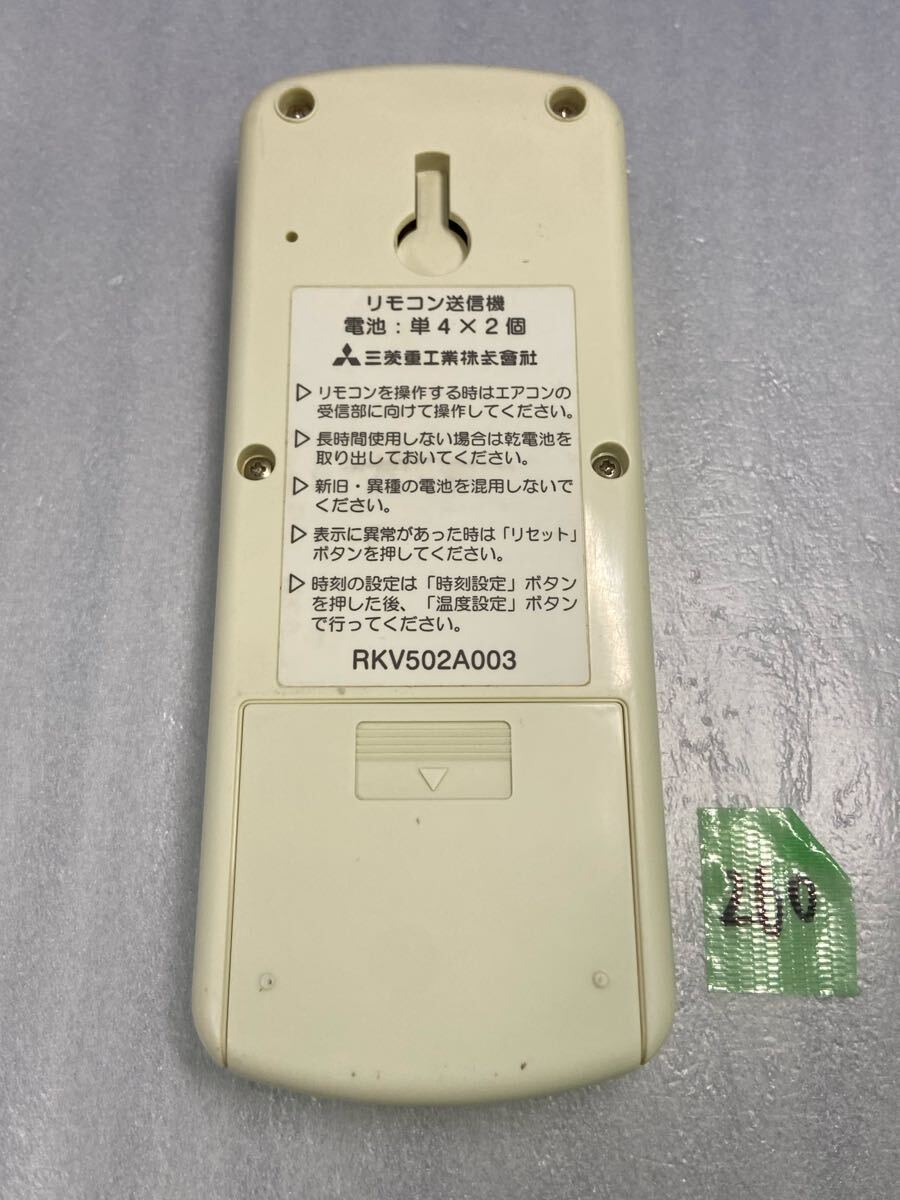 リモコン送信機
電池：単４×２個
三菱重工業株式會社
▷ リモコンを操作する時はエアコンの
受信部に向けて操作してください。
▷ 長時間使用しない場合は乾電池を
取り出しておいてください。
▷ 新旧・異種の電池を混用しないで
ください。
▷ 表示に異常があった時は「リセット」
ボタンを押してください。
▷ 時刻の設定は「時刻設定」ボタン
を押した後、「温度設定」ボタン
で行ってください。
RKV502A003